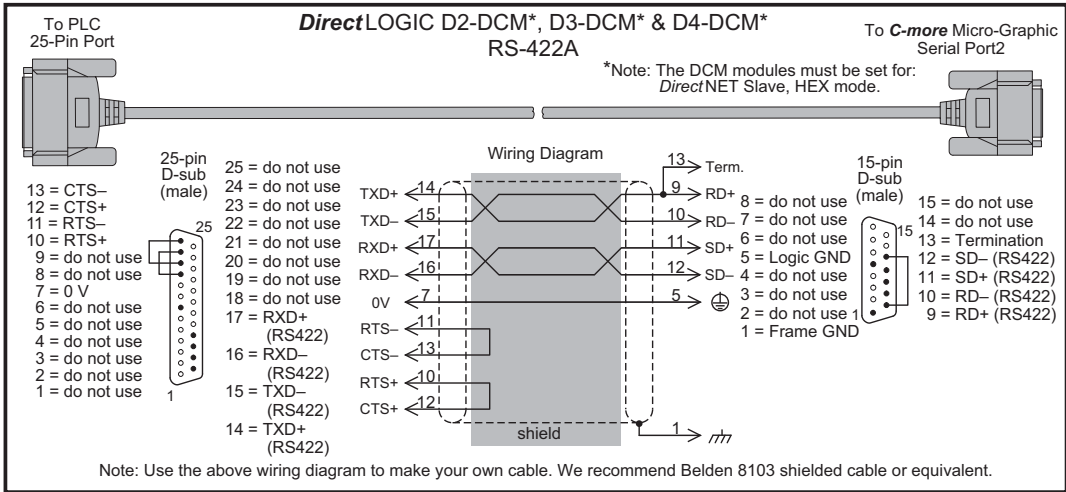 To PLC
25-Pin Port
DirectLOGIC D2-DCM*, D3-DCM* & D4-DCM*
RS-422A
To C-more Micro-Graphic
Serial Port2
*Note: The DCM modules must be set for:
DirectNET Slave, HEX mode.
25-pin
D-sub
(male)
13 = CTS–
12 = CTS+
11 = RTS–
10 = RTS+
9 = do not use
8 = do not use
7 = 0 V
6 = do not use
5 = do not use
4 = do not use
3 = do not use
2 = do not use
1 = do not use
25
1
25 = do not use
24 = do not use
23 = do not use
22 = do not use
21 = do not use
20 = do not use
19 = do not use
18 = do not use
17 = RXD+
(RS422)
16 = RXD–
(RS422)
15 = TXD–
(RS422)
14 = TXD+
(RS422)
Wiring Diagram
13 Term.
TXD+ 14 9 RD+
TXD– 15 10 RD–
RXD+ 17 11 SD+
RXD– 16 12 SD–
0V 7 5
RTS– 11
CTS– 13
RTS+ 10
CTS+ 12
shield
1
15-pin
D-sub
(male)
8 = do not use
7 = do not use
6 = do not use
5 = Logic GND
4 = do not use
3 = do not use
2 = do not use
1 = Frame GND
15
1
15 = do not use
14 = do not use
13 = Termination
12 = SD– (RS422)
11 = SD+ (RS422)
10 = RD– (RS422)
9 = RD+ (RS422)
Note: Use the above wiring diagram to make your own cable. We recommend Belden 8103 shielded cable or equivalent.